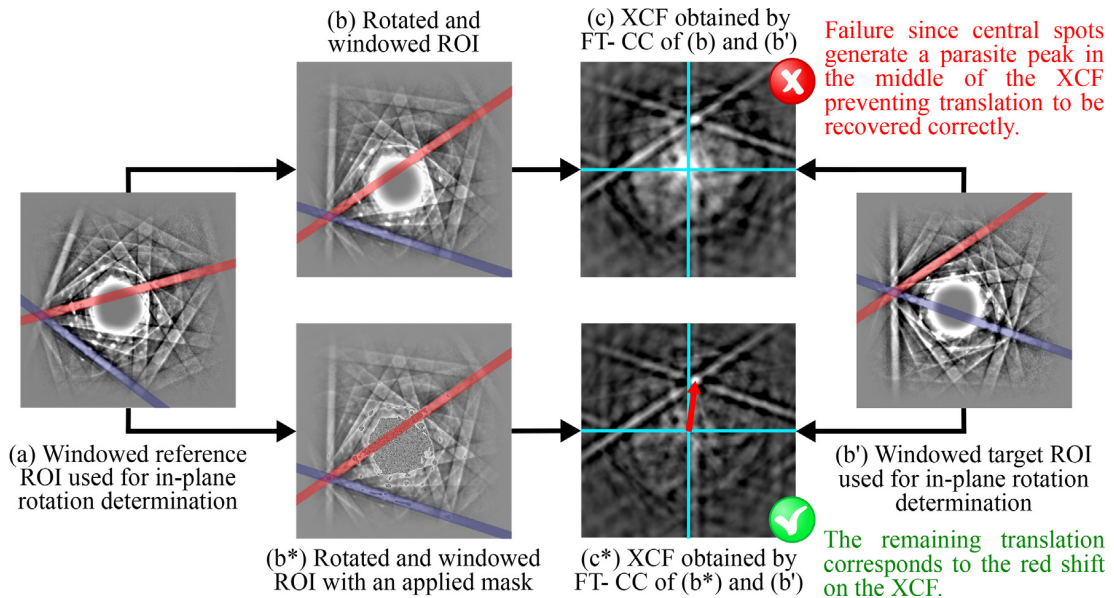 (b) Rotated and
windowed ROI
(c) XCF obtained by
FT- CC of (b) and (b')
Failure since central spots
generate a parasite peak in
the middle of the XCF
preventing translation to be
recovered correctly.
(a) Windowed reference
ROI used for in-plane
rotation determination
(b') Windowed target ROI
used for in-plane rotation
determination
(b*) Rotated and windowed
ROI with an applied mask
(c*) XCF obtained by
FT- CC of (b*) and (b')
The remaining translation
corresponds to the red shift
on the XCF.